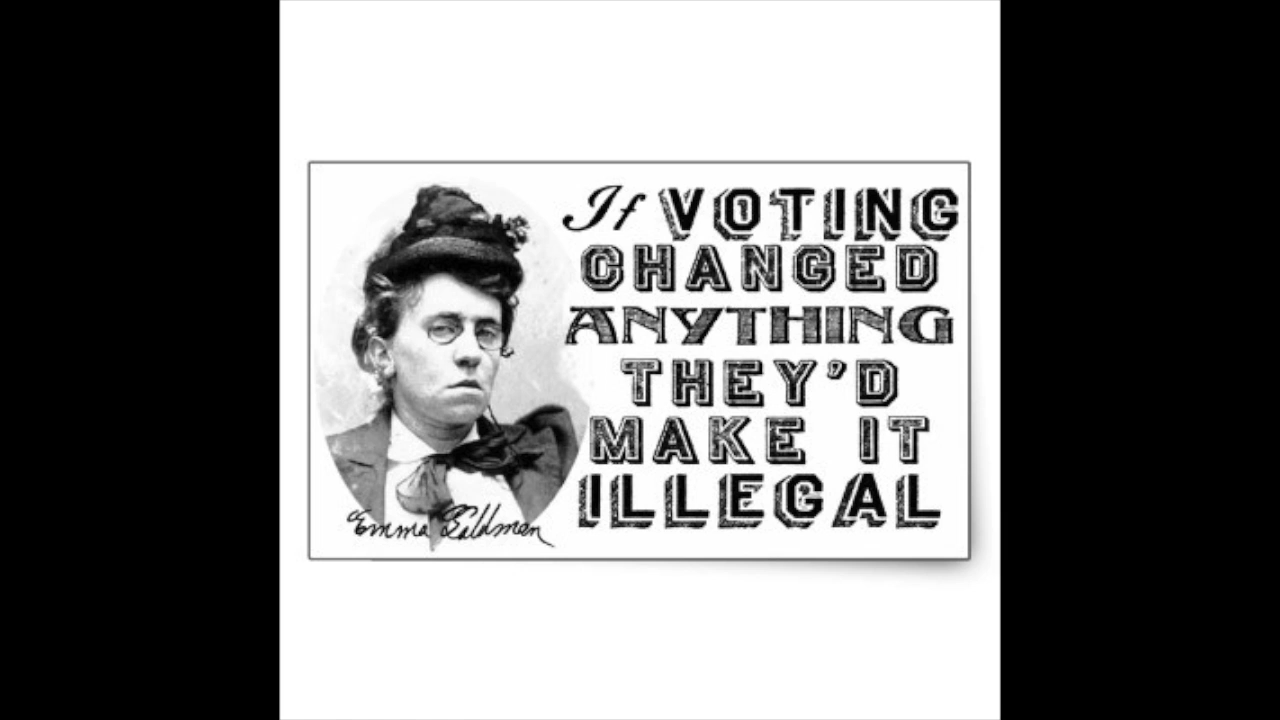 If VOTING
CHANGED
ANYTHING
THEY'D
MAKE IT
ILLEGAL
Emma Goldman